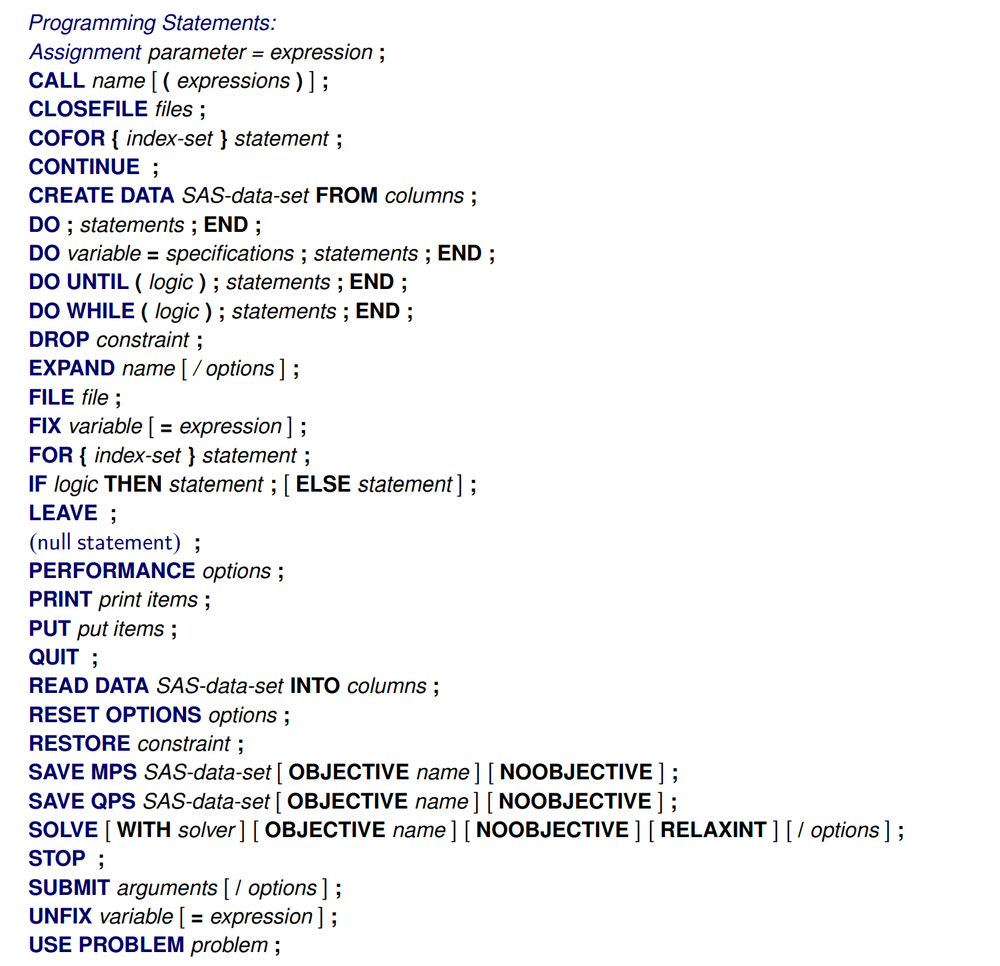 Programming Statements:
Assignment parameter = expression ;
CALL name [ ( expressions ) ] ;
CLOSEFILE files ;
COFOR { index-set } statement ;
CONTINUE ;
CREATE DATA SAS-data-set FROM columns ;
DO ; statements ; END ;
DO variable = specifications ; statements ; END ;
DO UNTIL ( logic ) ; statements ; END ;
DO WHILE ( logic ) ; statements ; END ;
DROP constraint ;
EXPAND name [ / options ] ;
FILE file ;
FIX variable [ = expression ] ;
FOR { index-set } statement ;
IF logic THEN statement ; [ ELSE statement ] ;
LEAVE ;
(null statement) ;
PERFORMANCE options ;
PRINT print items ;
PUT put items ;
QUIT ;
READ DATA SAS-data-set INTO columns ;
RESET OPTIONS options ;
RESTORE constraint ;
SAVE MPS SAS-data-set [ OBJECTIVE name ] [ NOOBJECTIVE ] ;
SAVE QPS SAS-data-set [ OBJECTIVE name ] [ NOOBJECTIVE ] ;
SOLVE [ WITH solver ] [ OBJECTIVE name ] [ NOOBJECTIVE ] [ RELAXINT ] [ / options ] ;
STOP ;
SUBMIT arguments [ / options ] ;
UNFIX variable [ = expression ] ;
USE PROBLEM problem ;